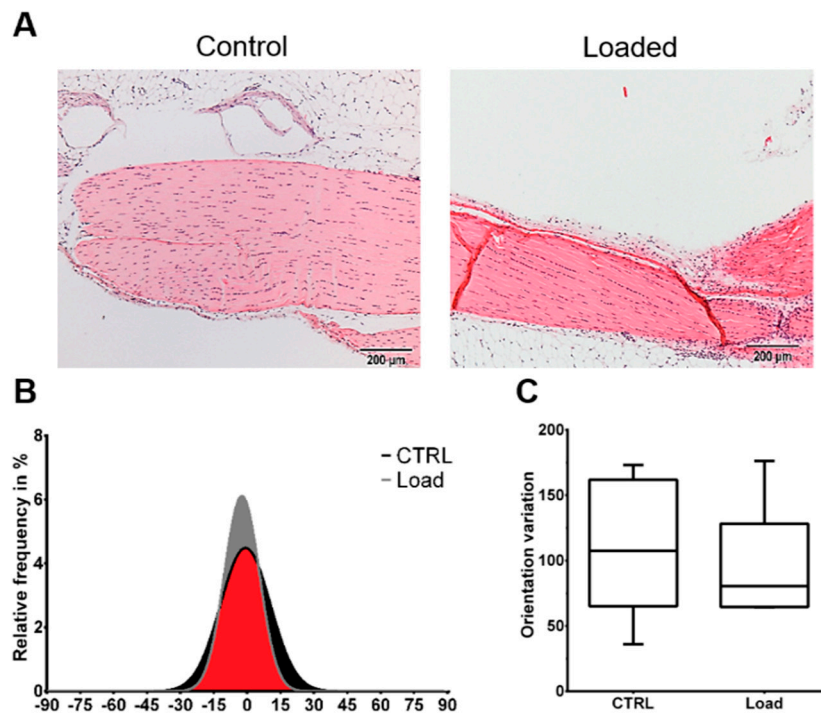 A
Control
Loaded
200 µm
200 µm
B
8
6
4
2
0
Relative frequency in %
CTRL
Load
-90 -75 -60 -45 -30 -15 0 15 30 45 60 75 90
C
200
150
100
50
0
Orientation variation
CTRL
Load